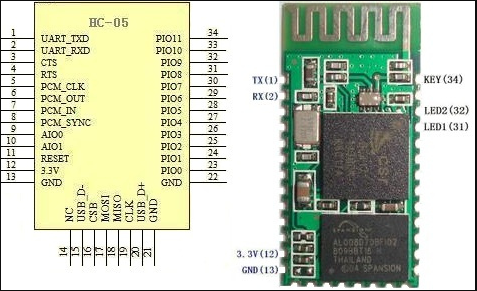 HC-05
1 UART_TXD PIO11 34
2 UART_RXD PIO10 33
3 CTS PIO9 32
4 RTS PIO8 31
5 PCM_CLK PIO7 30
6 PCM_OUT PIO6 29
7 PCM_IN PIO5 28
8 PCM_SYNC PIO4 27
9 AIO0 PIO3 26
10 AIO1 PIO2 25
11 RESET PIO1 24
12 3.3V PIO0 23
13 GND GND 22
NC
USB_D-
CSB
MOSI
MISO
CLK
USB_D+
GND
14
15
16
17
18
19
20
21
TX(1)
RX(2)
KEY(34)
LED2(32)
LED1(31)
3.3V(12)
GND(13)
SPANSION
AL008D70BFI02
THAILAND
SPANSION